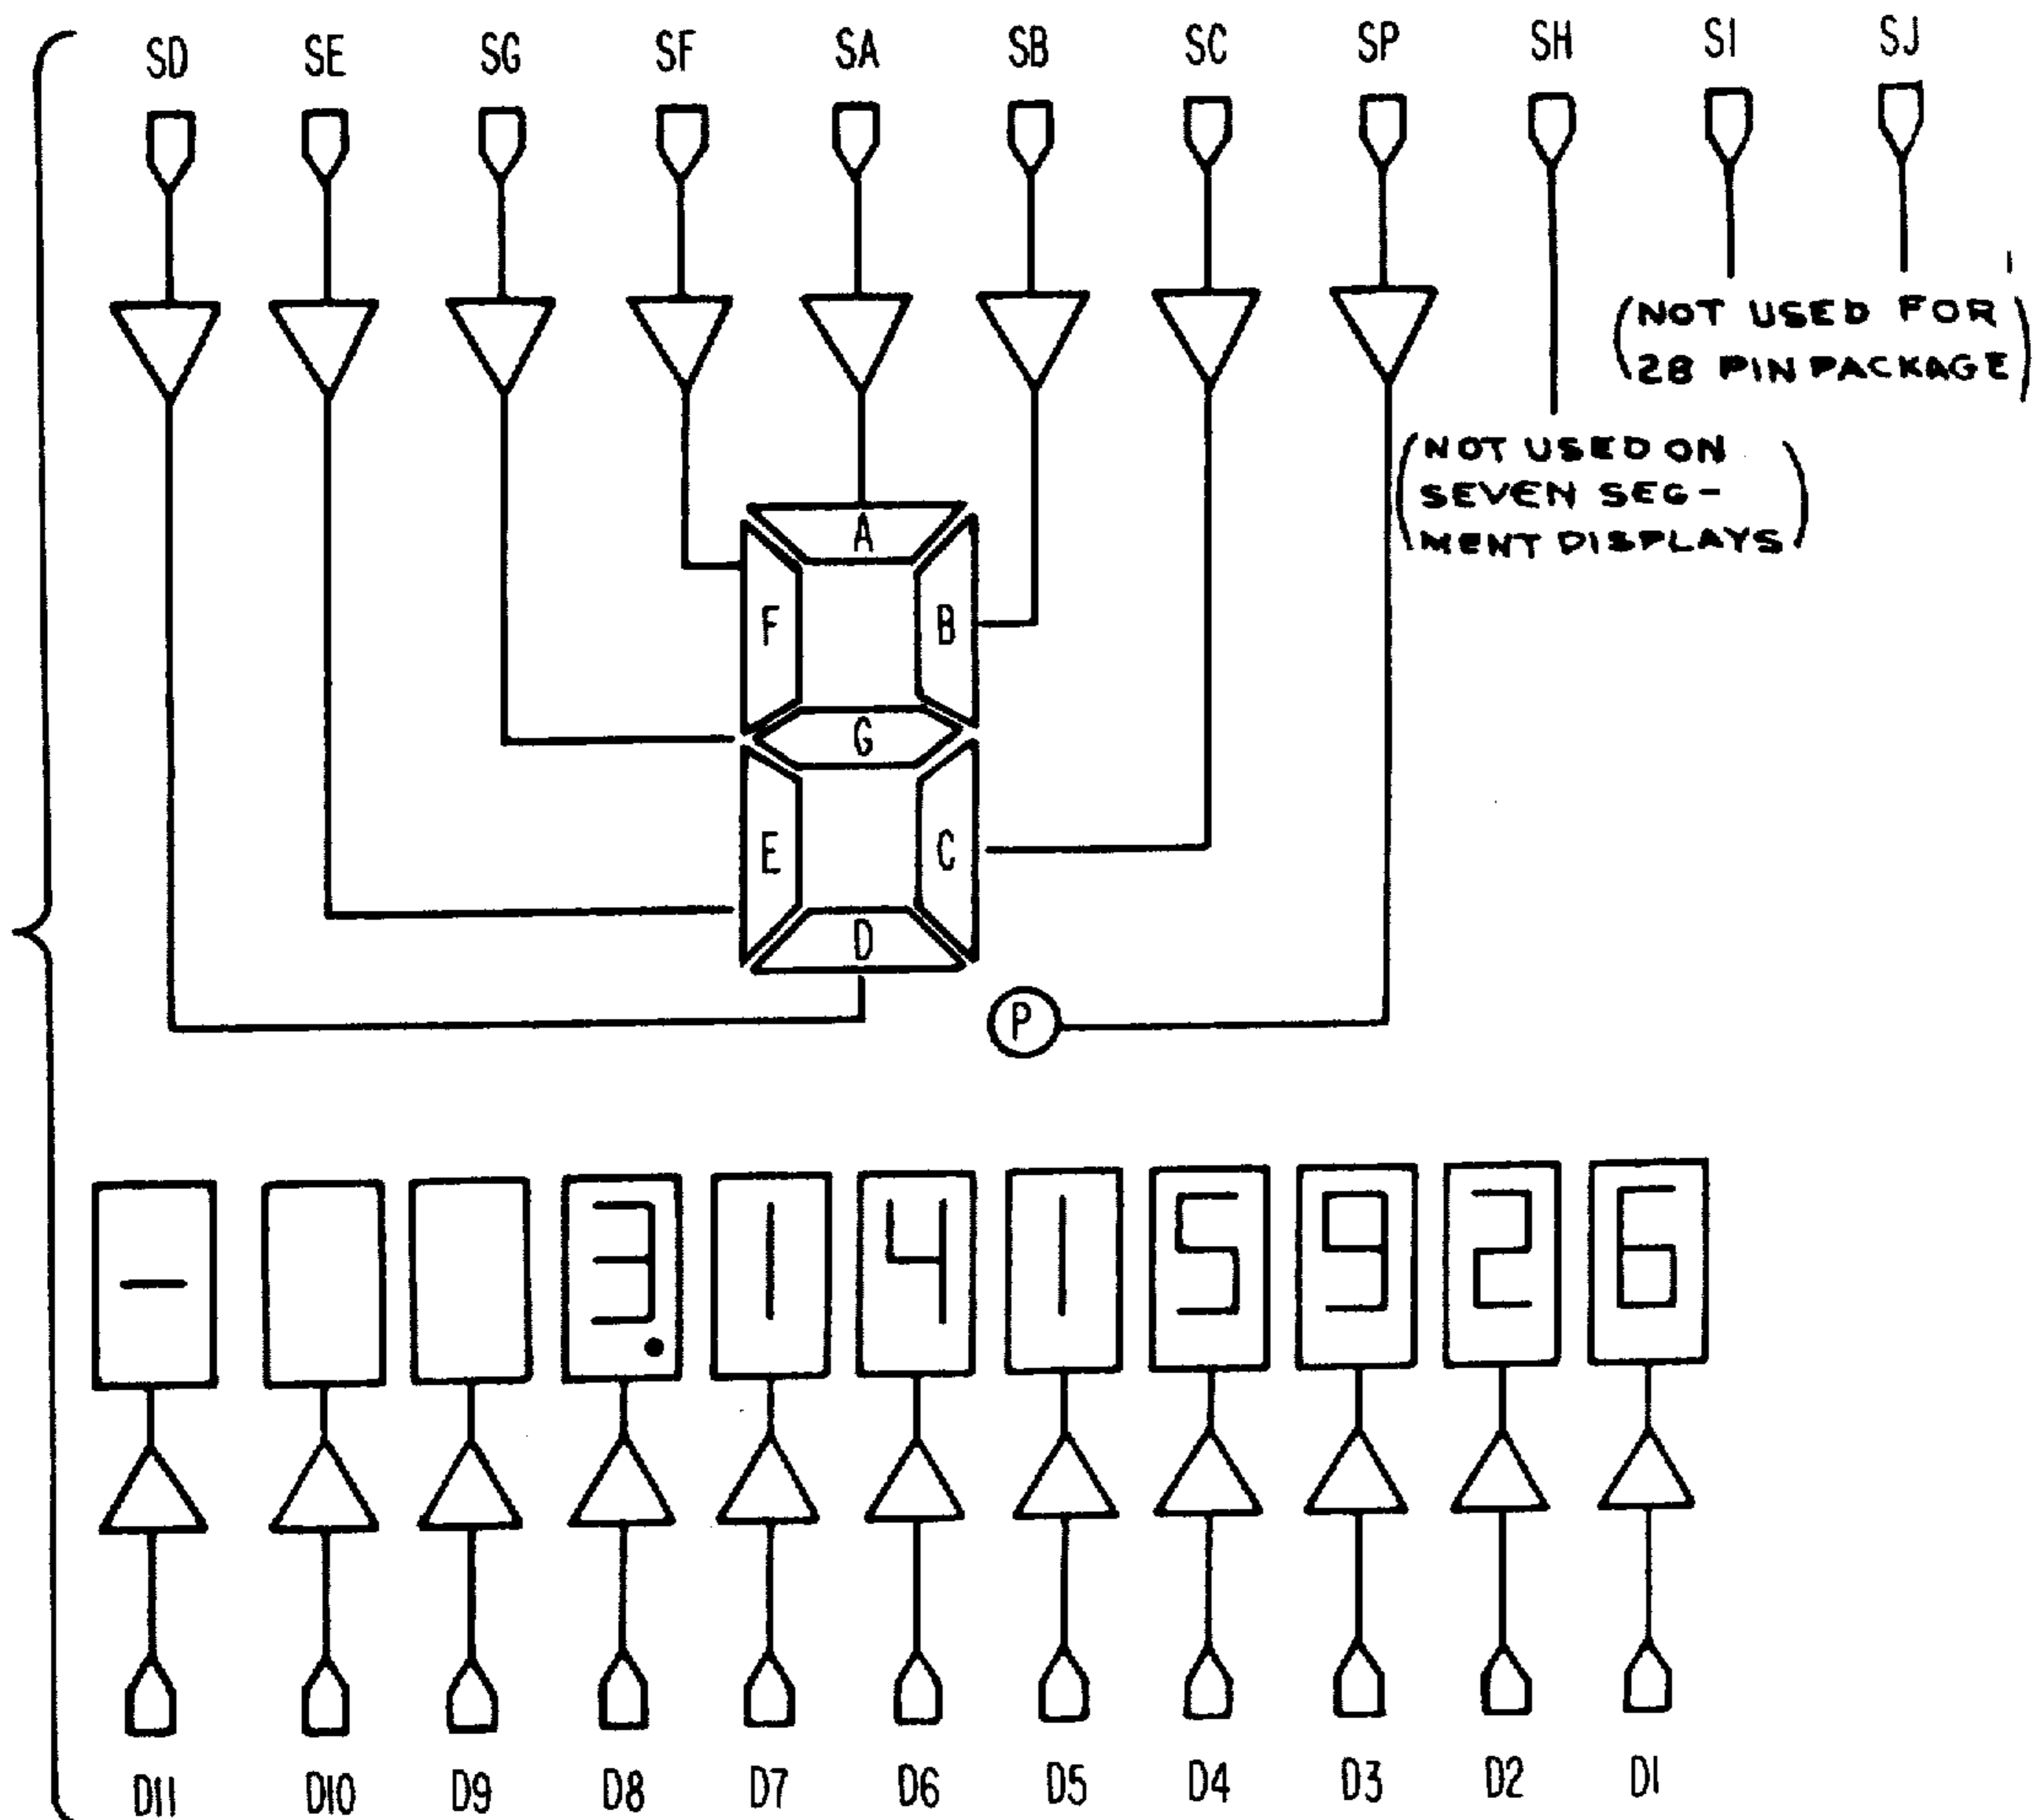 SD SE SG SF SA SB SC SP SH SI SJ
(NOT USED FOR
28 PIN PACKAGE)
(NOT USED ON
SEVEN SEG-
MENT DISPLAYS)
A
F B
G
E C
D
P
- 3. 1 4 1 5 9 2 6
D11 D10 D9 D8 D7 D6 D5 D4 D3 D2 D1